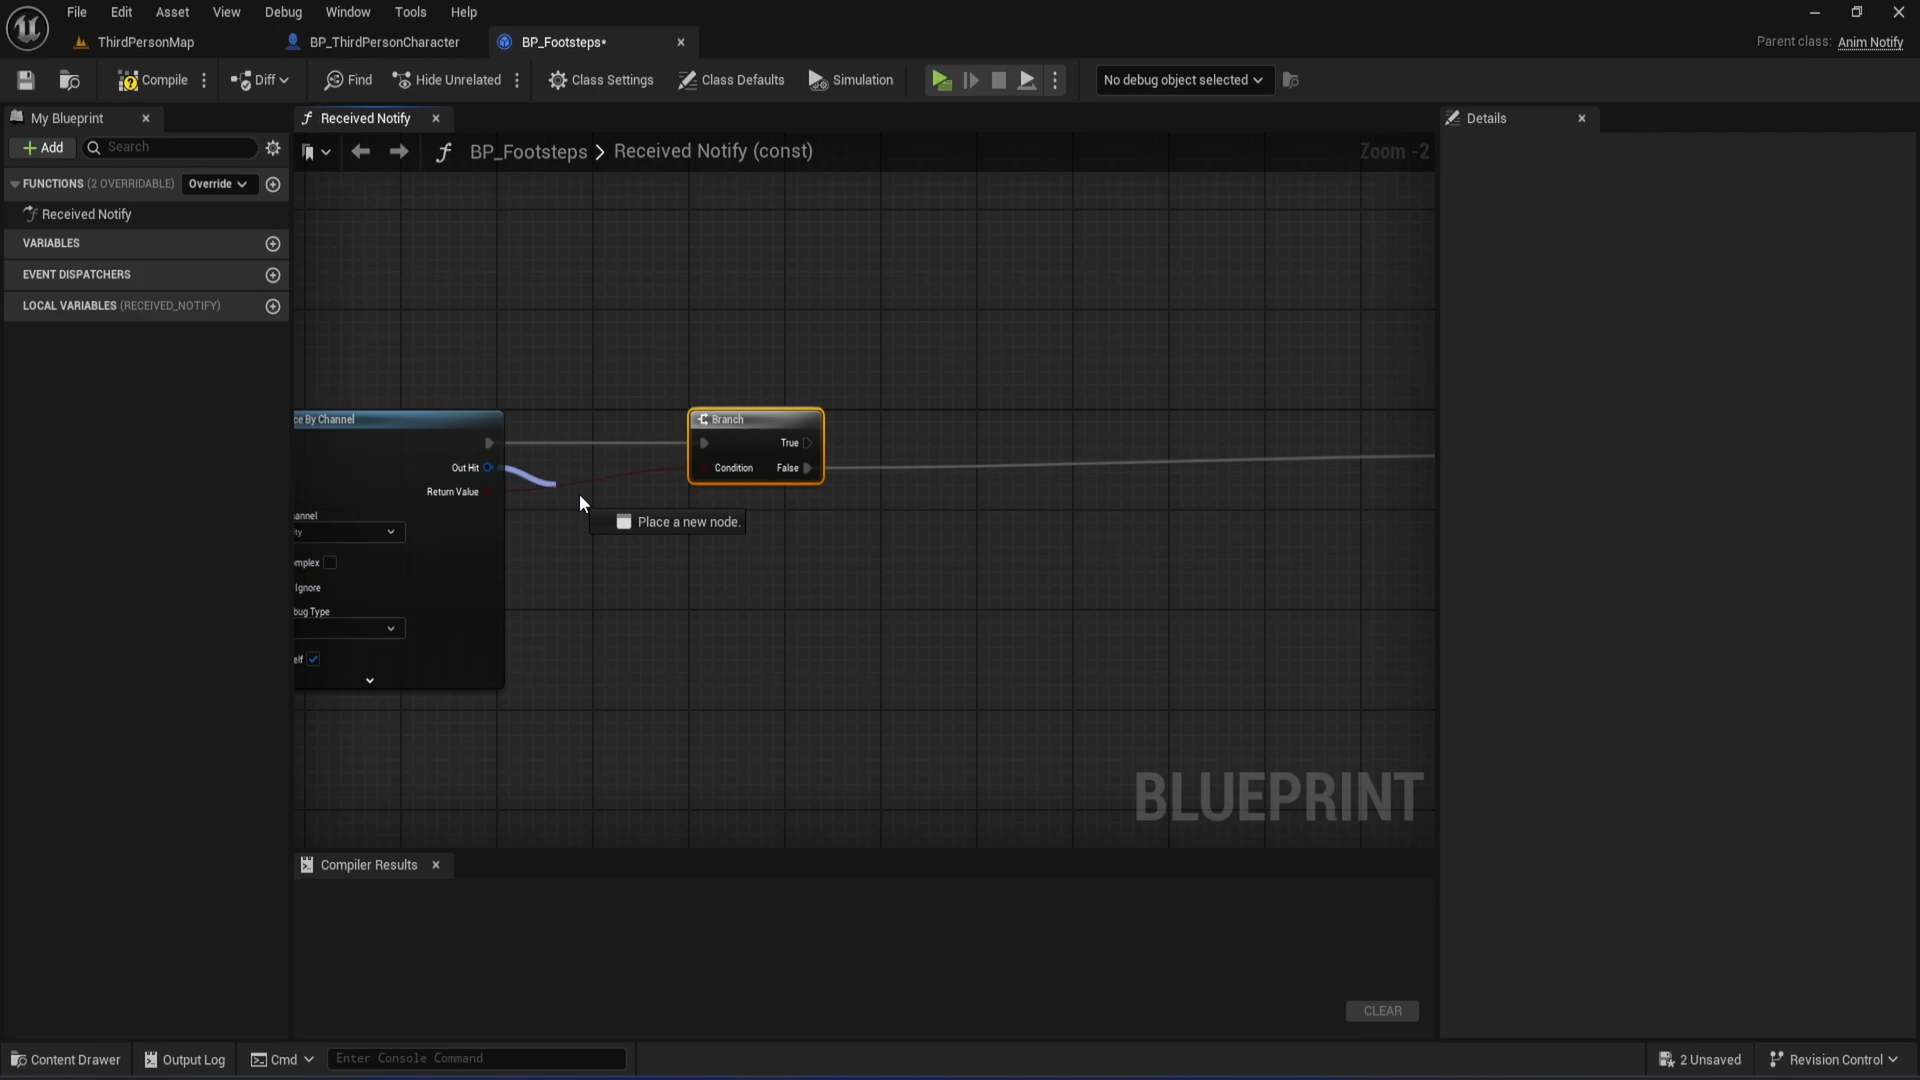 File Edit Asset View Debug Window Tools Help
ThirdPersonMap BP_ThirdPersonCharacter BP_Footsteps* Parent class: Anim Notify
Compile Diff Find Hide Unrelated Class Settings Class Defaults Simulation No debug object selected
My Blueprint Received Notify Details
Add Search BP_Footsteps > Received Notify (const) Zoom -2
FUNCTIONS (2 OVERRIDABLE) Override
Received Notify
VARIABLES
EVENT DISPATCHERS
LOCAL VARIABLES (RECEIVED_NOTIFY)
ce By Channel Branch
True
Out Hit Condition False
Return Value
annel
ity
Place a new node.
omplex
Ignore
bug Type
elf
BLUEPRINT
Compiler Results
CLEAR
Content Drawer Output Log Cmd Enter Console Command 2 Unsaved Revision Control